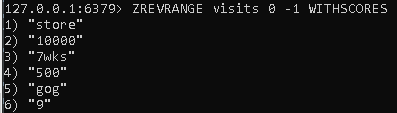 127.0.0.1:6379> ZREVRANGE visits 0 -1 WITHSCORES
1) "store"
2) "10000"
3) "7wks"
4) "500"
5) "gog"
6) "9"